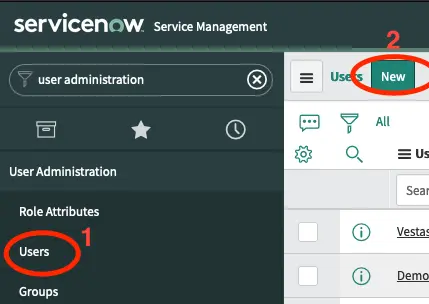 servicenow Service Management
user administration
User Administration
Role Attributes
Users
1
Groups
2
Users New
All
Us
Sear
Vestas
Demo